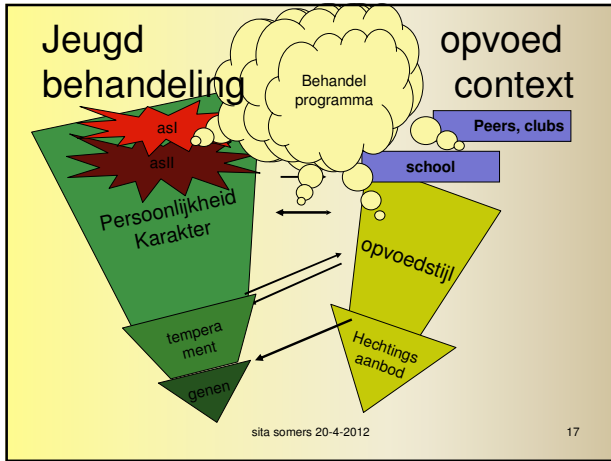 Jeugd
behandeling
opvoed
context
Behandel
programma
Peers, clubs
school
asI
asII
Persoonlijkheid
Karakter
opvoedstijl
tempera
ment
Hechtings
aanbod
genen
sita somers 20-4-2012
17